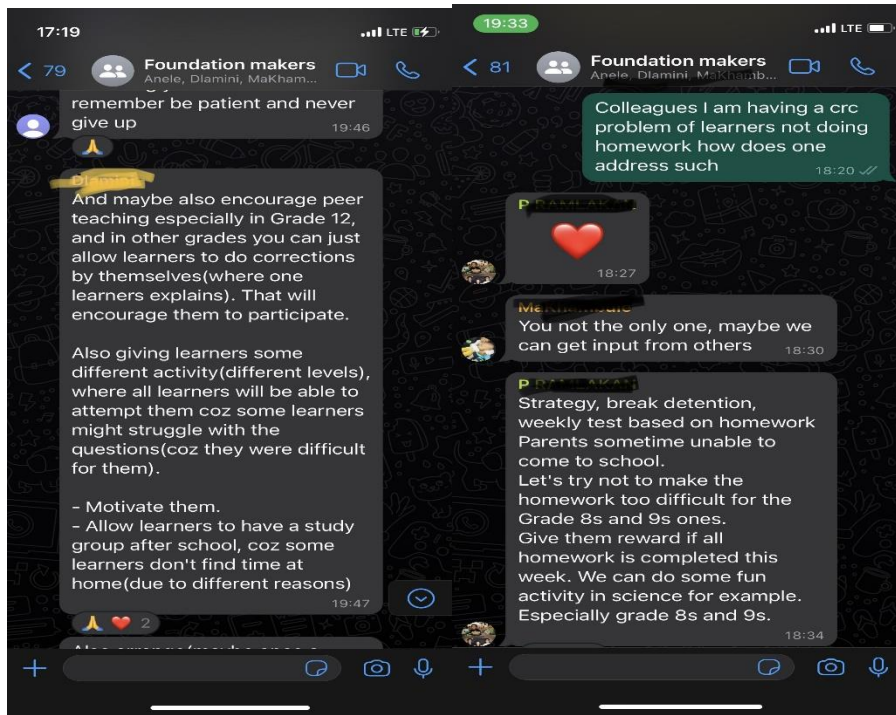 17:19
LTE
79
Foundation makers
Anele, Dlamini, MaKham...
remember be patient and never
give up
19:46
And maybe also encourage peer
teaching especially in Grade 12,
and in other grades you can just
allow learners to do corrections
by themselves(where one
learners explains). That will
encourage them to participate.
Also giving learners some
different activity(different levels),
where all learners will be able to
attempt them coz some learners
might struggle with the
questions(coz they were difficult
for them).
- Motivate them.
- Allow learners to have a study
group after school, coz some
learners don't find time at
home(due to different reasons)
19:47
2
19:33
LTE
81
Foundation makers
Anele, Dlamini, MaKhamb...
Colleagues I am having a crc
problem of learners not doing
homework how does one
address such
18:20
P
18:27
You not the only one, maybe we
can get input from others
18:30
P
Strategy, break detention,
weekly test based on homework
Parents sometime unable to
come to school.
Let's try not to make the
homework too difficult for the
Grade 8s and 9s ones.
Give them reward if all
homework is completed this
week. We can do some fun
activity in science for example.
Especially grade 8s and 9s.
18:34